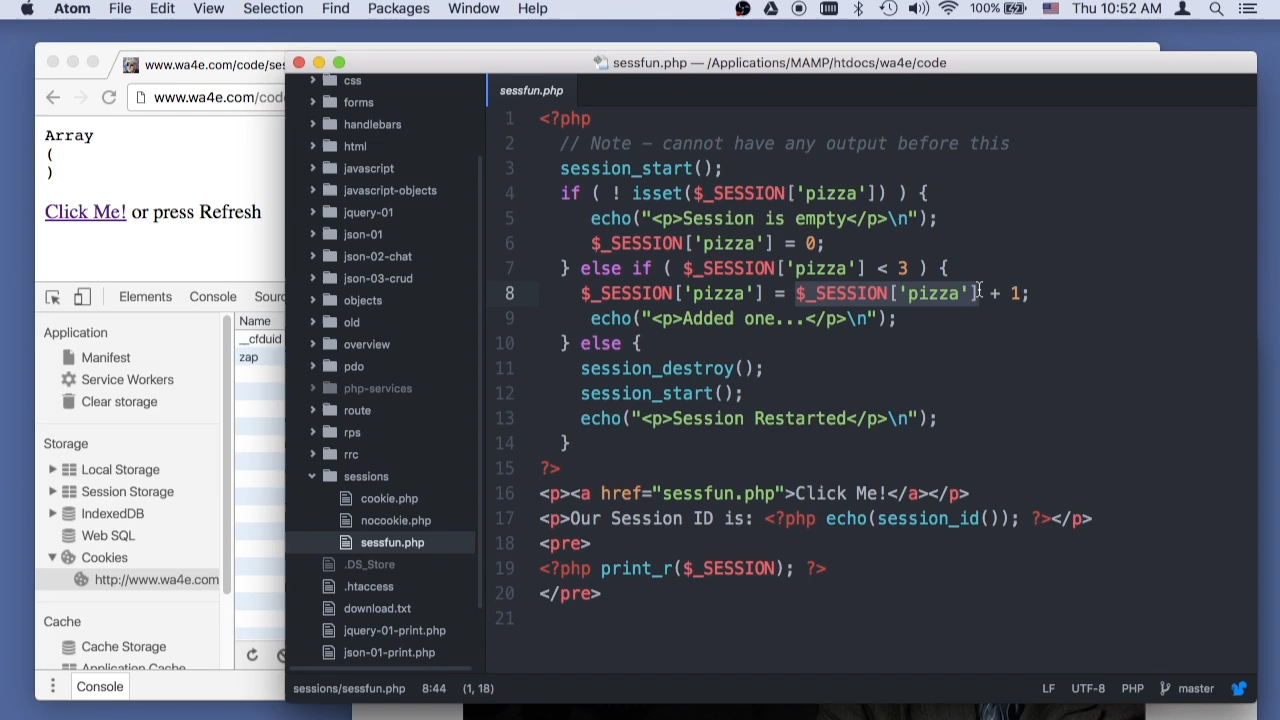 Atom File Edit View Selection Find Packages Window Help 100% Thu 10:52 AM
www.wa4e.com/code/ses
www.wa4e.com/cod
Array
(
)
Click Me! or press Refresh
Elements Console Sour
Application
Manifest
Service Workers
Clear storage
Storage
Local Storage
Session Storage
IndexedDB
Web SQL
Cookies
http://www.wa4e.com
Cache
Cache Storage
Application Cache
Name
__cfduid
zap
Console
sessfun.php — /Applications/MAMP/htdocs/wa4e/code
css
forms
handlebars
html
javascript
javascript-objects
jquery-01
json-01
json-02-chat
json-03-crud
objects
old
overview
pdo
php-services
route
rps
rrc
sessions
cookie.php
nocookie.php
sessfun.php
.DS_Store
.htaccess
download.txt
jquery-01-print.php
json-01-print.php
sessfun.php
1 <?php
2 // Note - cannot have any output before this
3 session_start();
4 if ( ! isset($_SESSION['pizza']) ) {
5 echo("<p>Session is empty</p>\n");
6 $_SESSION['pizza'] = 0;
7 } else if ( $_SESSION['pizza'] < 3 ) {
8 $_SESSION['pizza'] = $_SESSION['pizza'] + 1;
9 echo("<p>Added one...</p>\n");
10 } else {
11 session_destroy();
12 session_start();
13 echo("<p>Session Restarted</p>\n");
14 }
15 ?>
16 <p><a href="sessfun.php">Click Me!</a></p>
17 <p>Our Session ID is: <?php echo(session_id()); ?></p>
18 <pre>
19 <?php print_r($_SESSION); ?>
20 </pre>
21
sessions/sessfun.php 8:44 (1, 18) LF UTF-8 PHP master